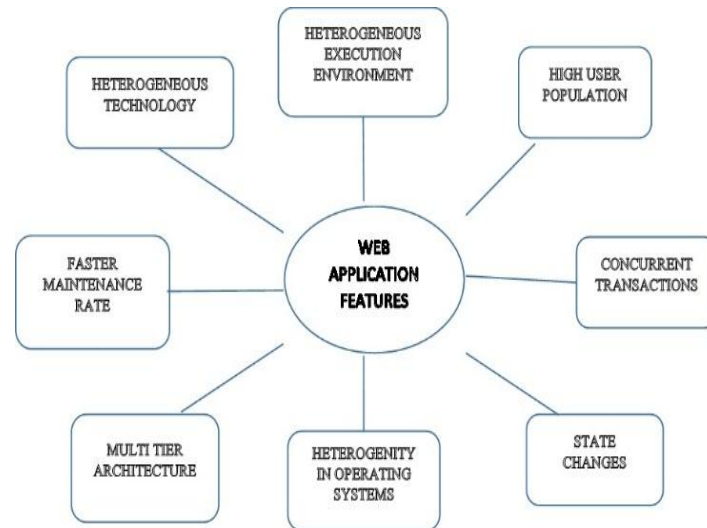 HETEROGENEOUS
EXECUTION
ENVIRONMENT
HETEROGENEOUS
TECHNOLOGY
HIGH USER
POPULATION
FASTER
MAINTENANCE
RATE
WEB
APPLICATION
FEATURES
CONCURRENT
TRANSACTIONS
MULTI TIER
ARCHITECTURE
HETEROGENITY
IN OPERATING
SYSTEMS
STATE
CHANGES